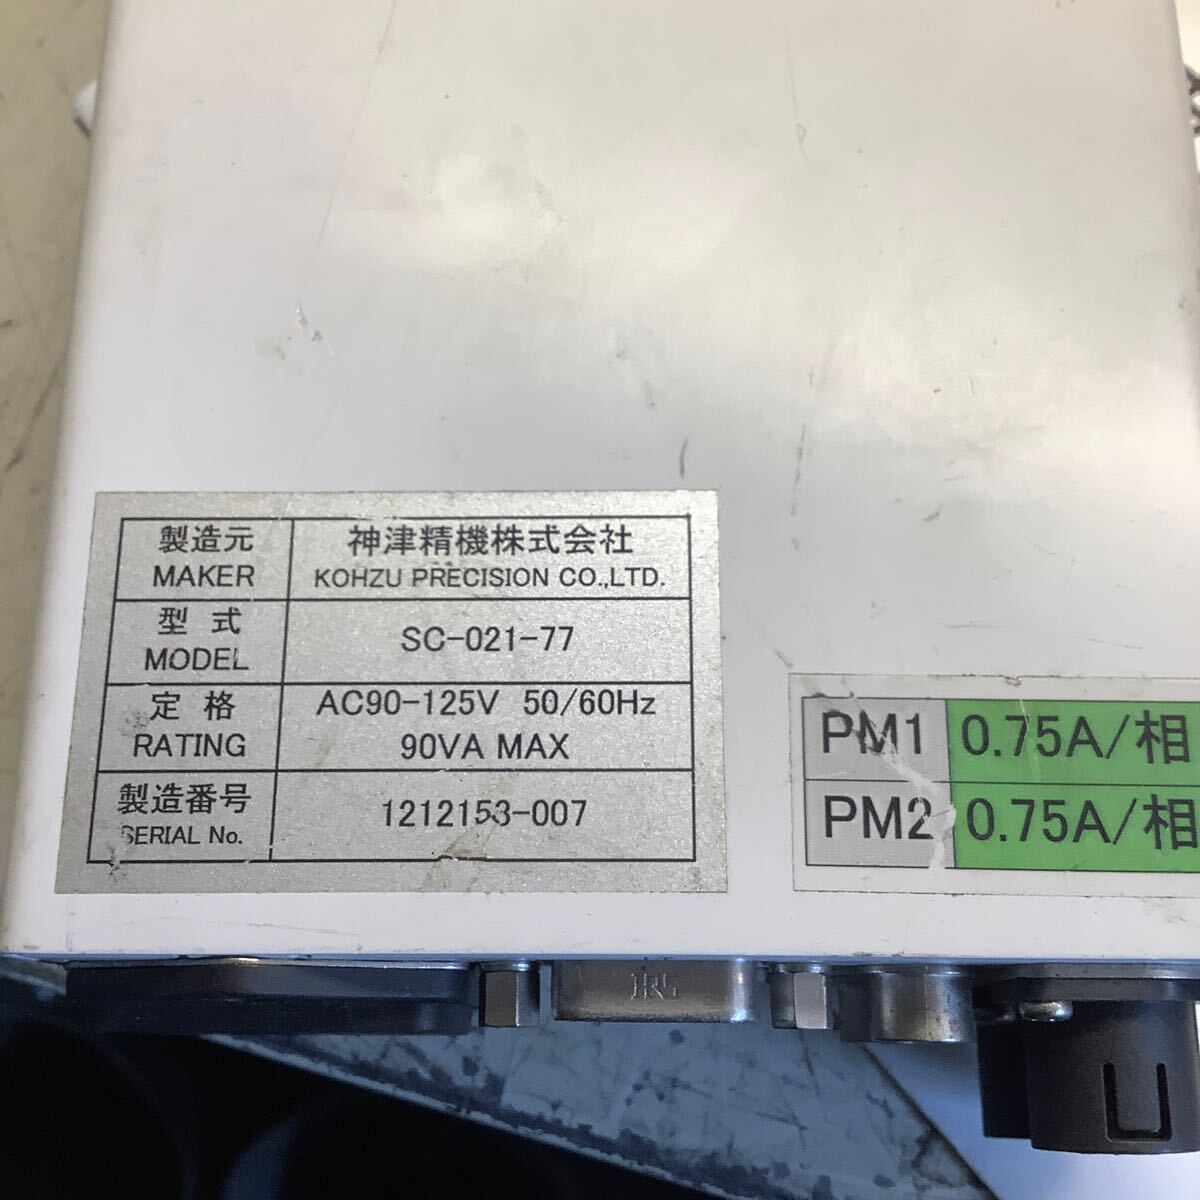 製造元
MAKER
神津精機株式会社
KOHZU PRECISION CO.,LTD.
型 式
MODEL
SC-021-77
定 格
RATING
AC90-125V 50/60Hz
90VA MAX
製造番号
SERIAL No.
1212153-007
PM1 0.75A/相
PM2 0.75A/相